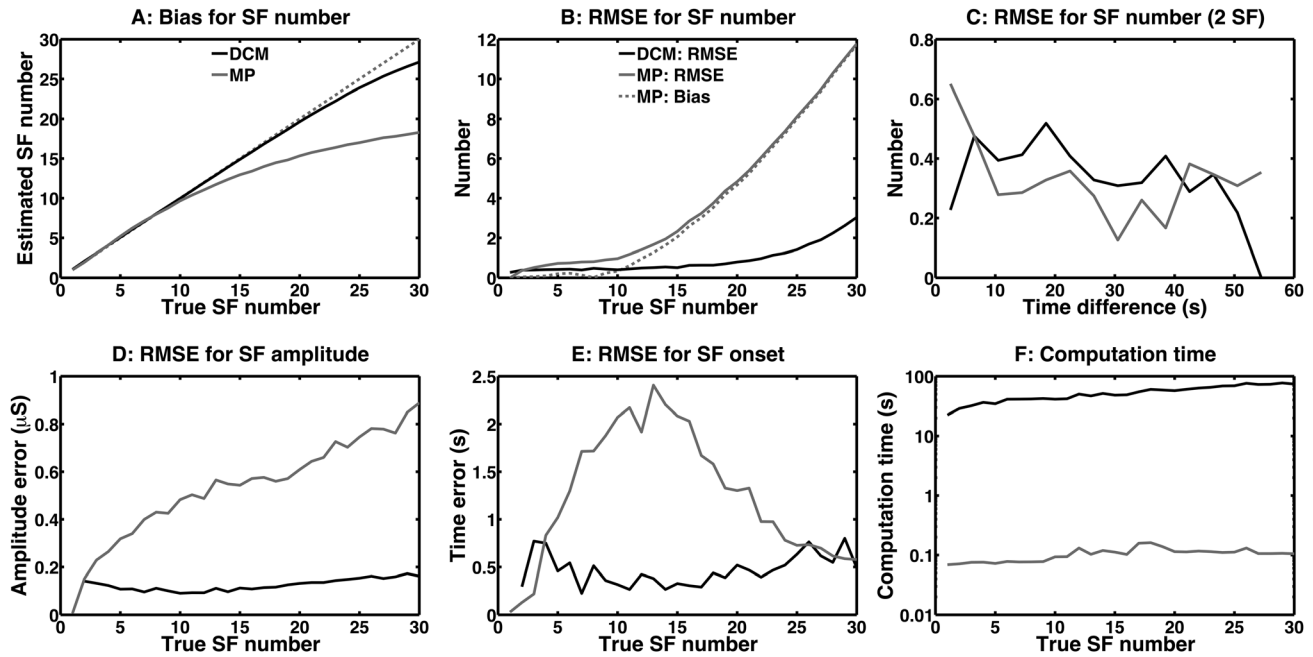 A: Bias for SF number
Estimated SF number
30
25
20
15
10
5
0
DCM
MP
0 5 10 15 20 25 30
True SF number
B: RMSE for SF number
Number
12
10
8
6
4
2
0
DCM: RMSE
MP: RMSE
MP: Bias
0 5 10 15 20 25 30
True SF number
C: RMSE for SF number (2 SF)
Number
0.8
0.6
0.4
0.2
0
0 10 20 30 40 50 60
Time difference (s)
D: RMSE for SF amplitude
Amplitude error (μS)
1
0.8
0.6
0.4
0.2
0
0 5 10 15 20 25 30
True SF number
E: RMSE for SF onset
Time error (s)
2.5
2
1.5
1
0.5
0
0 5 10 15 20 25 30
True SF number
F: Computation time
Computation time (s)
100
10
1
0.1
0.01
0 5 10 15 20 25 30
True SF number